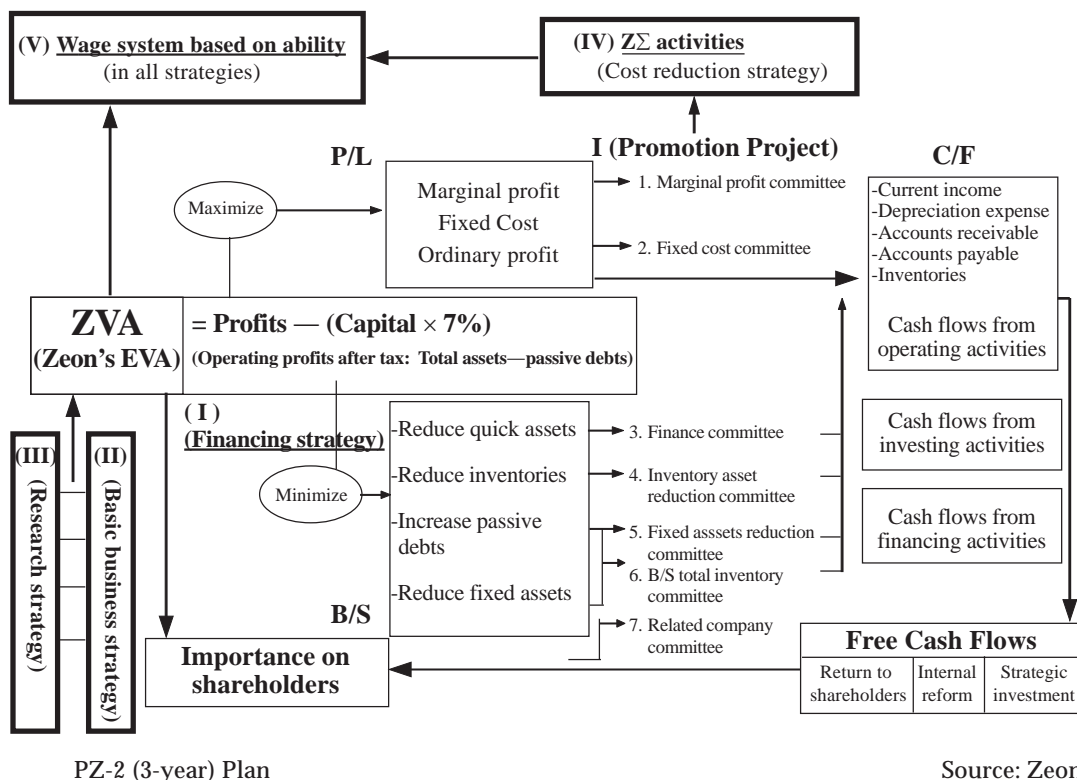 (V) Wage system based on ability
(in all strategies)
(IV) ZΣ activities
(Cost reduction strategy)
P/L
I (Promotion Project)
C/F
Maximize
Marginal profit
Fixed Cost
Ordinary profit
1. Marginal profit committee
2. Fixed cost committee
-Current income
-Depreciation expense
-Accounts receivable
-Accounts payable
-Inventories
Cash flows from
operating activities
ZVA
(Zeon's EVA)
= Profits — (Capital × 7%)
(Operating profits after tax: Total assets—passive debts)
( I )
(Financing strategy)
Minimize
-Reduce quick assets
-Reduce inventories
-Increase passive
debts
-Reduce fixed assets
B/S
3. Finance committee
4. Inventory asset
reduction committee
5. Fixed asssets reduction
committee
6. B/S total inventory
committee
7. Related company
committee
Cash flows from
investing activities
Cash flows from
financing activities
(III)
(Research strategy)
(II)
(Basic business strategy)
Importance on
shareholders
Free Cash Flows
Return to
shareholders
Internal
reform
Strategic
investment
PZ-2 (3-year) Plan
Source: Zeon